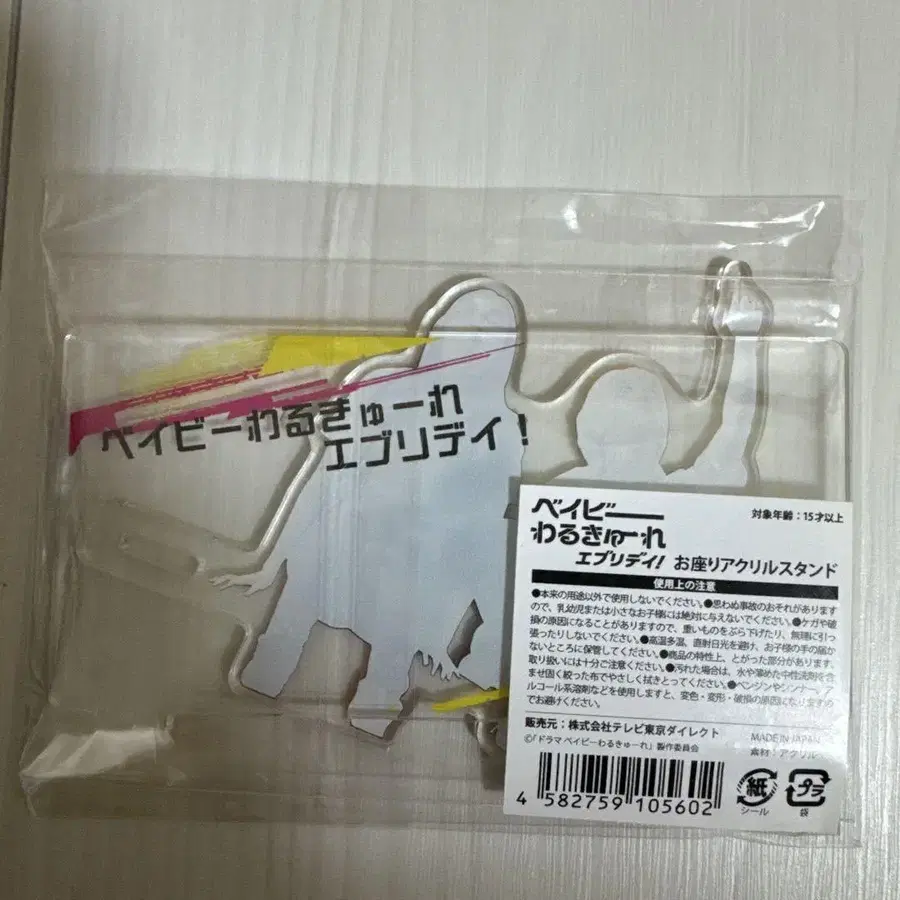 ベイビーわるきゅーれ
エブリデイ！
ベイビー
わるきゅーれ
エブリデイ！ お座りアクリルスタンド
対象年齢：15才以上
使用上の注意
●本来の用途以外で使用しないでください。●思わぬ事故のおそれがあります
ので、乳幼児または小さなお子様には絶対に与えないでください。●ケガや破
損の原因になることがありますので、重いものをぶら下げたり、無理に引っ
張ったりしないでください。●高温多湿、直射日光を避け、お子様の手の届か
ないところに保管してください。●商品の特性上、とがった部分があります。
取り扱いには十分ご注意ください。●汚れた場合は、水や薄めた中性洗剤を含
ませ固く絞った布でやさしく拭きとってください。●ベンジンやシンナー、ア
ルコール系溶剤などを使用しますと、変色・変形・破損の原因になりますの
でお避けください。
販売元：株式会社テレビ東京ダイレクト
©「ドラマ ベイビーわるきゅーれ」製作委員会
MADE IN JAPAN
素材：アクリル
4 582759 105602
紙
シール
プラ
袋